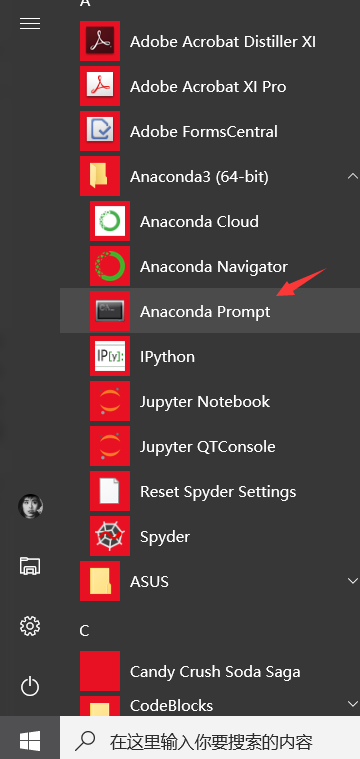 A
Adobe Acrobat Distiller XI
Adobe Acrobat XI Pro
Adobe FormsCentral
Anaconda3 (64-bit)
Anaconda Cloud
Anaconda Navigator
Anaconda Prompt
IP[y]:
IPython
Jupyter Notebook
Jupyter QTConsole
Reset Spyder Settings
Spyder
ASUS
C
Candy Crush Soda Saga
CodeBlocks
在这里输入你要搜索的内容